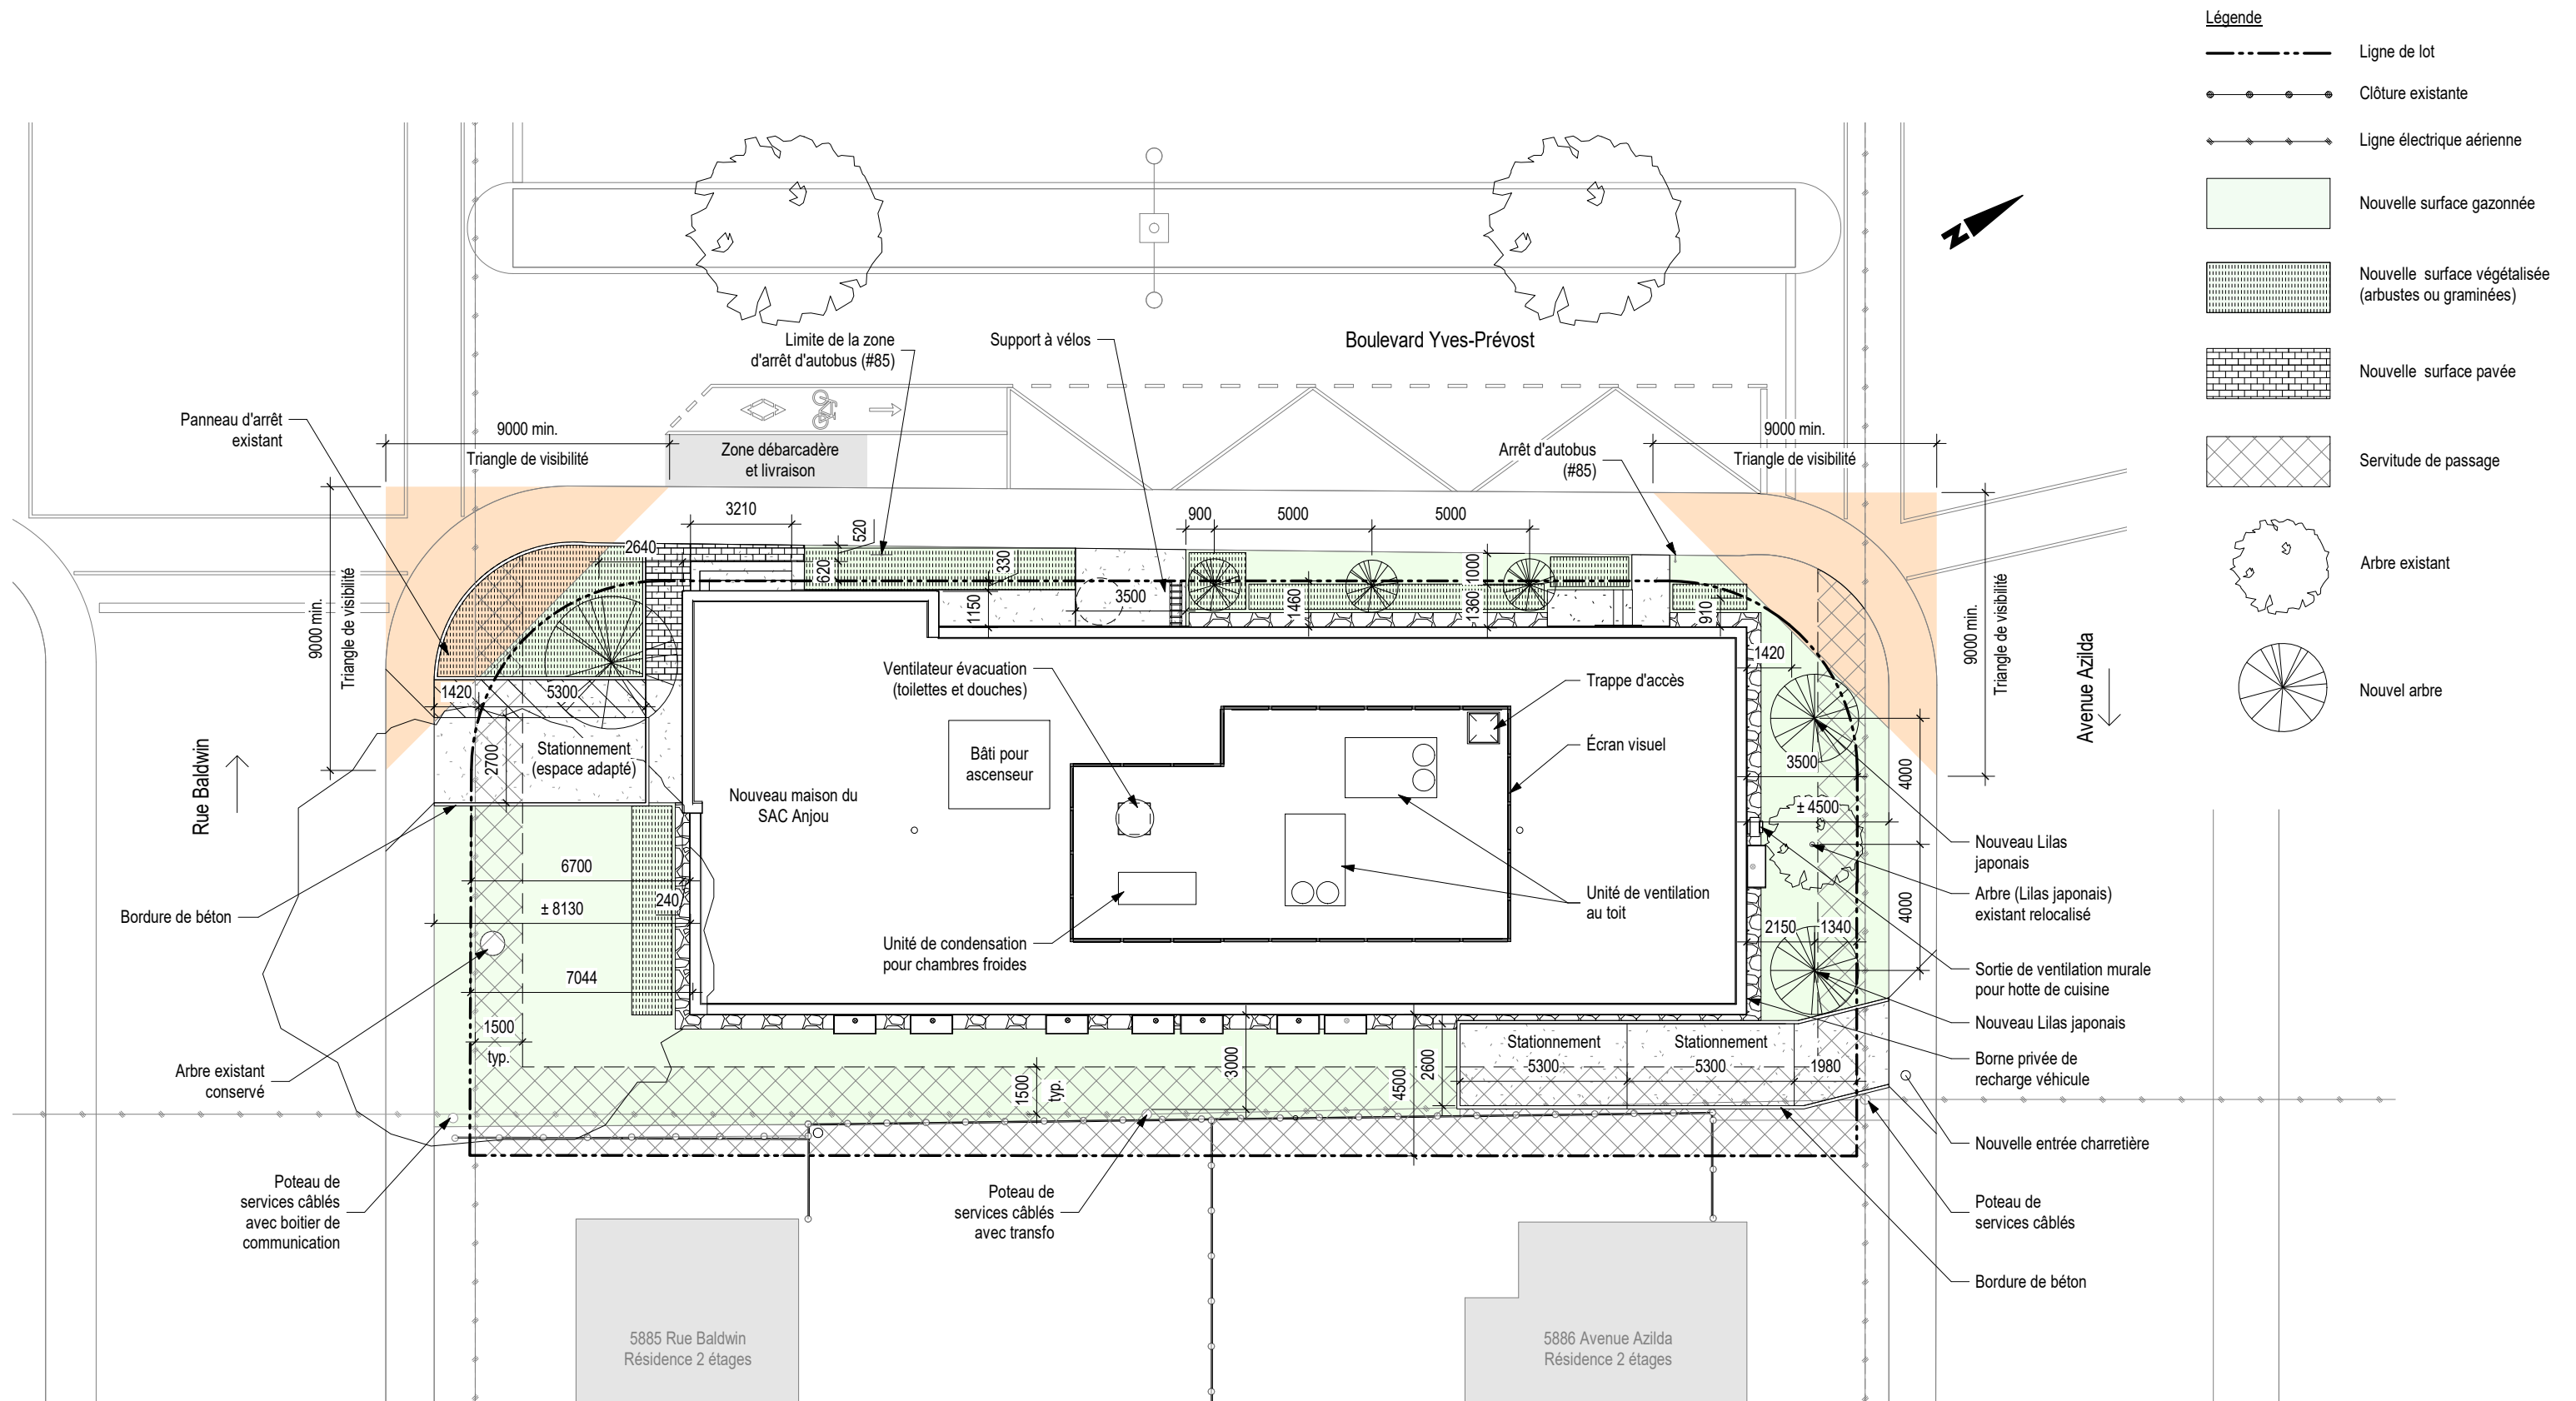 Légende
Ligne de lot
Clôture existante
Ligne électrique aérienne
Nouvelle surface gazonnée
Nouvelle surface végétalisée
(arbustes ou graminées)
Nouvelle surface pavée
Servitude de passage
Arbre existant
Nouvel arbre
N
Boulevard Yves-Prévost
Limite de la zone
d'arrêt d'autobus (#85)
Support à vélos
Panneau d'arrêt
existant
9000 min.
Triangle de visibilité
Zone débarcadère
et livraison
Arrêt d'autobus
(#85)
9000 min.
Triangle de visibilité
9000 min.
Triangle de visibilité
9000 min.
Triangle de visibilité
3210
520
900
5000
5000
2640
620
330
1150
3500
1460
1000
1360
910
1420
1420
5300
2700
Stationnement
(espace adapté)
Rue Baldwin
Avenue Azilda
Ventilateur évacuation
(toilettes et douches)
Trappe d'accès
Écran visuel
Bâti pour
ascenseur
Nouveau maison du
SAC Anjou
Unité de ventilation
au toit
Unité de condensation
pour chambres froides
3500
± 4500
4000
4000
2150
1340
6700
240
± 8130
7044
1500
typ.
Bordure de béton
Arbre existant
conservé
Nouveau Lilas
japonais
Arbre (Lilas japonais)
existant relocalisé
Sortie de ventilation murale
pour hotte de cuisine
Nouveau Lilas japonais
Borne privée de
recharge véhicule
Nouvelle entrée charretière
Poteau de
services câblés
Bordure de béton
1500
typ.
3000
4500
2600
Stationnement
5300
Stationnement
5300
1980
Poteau de
services câblés
avec boitier de
communication
Poteau de
services câblés
avec transfo
5885 Rue Baldwin
Résidence 2 étages
5886 Avenue Azilda
Résidence 2 étages